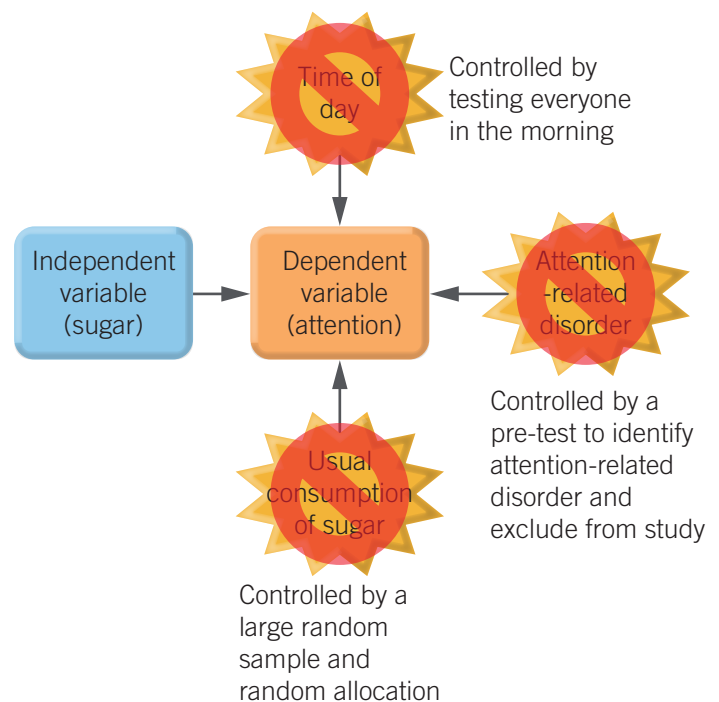 Time of
day
Controlled by
testing everyone
in the morning
Independent
variable
(sugar)
Dependent
variable
(attention)
Attention
-related
disorder
Controlled by a
pre-test to identify
attention-related
disorder and
exclude from study
Usual
consumption
of sugar
Controlled by a
large random
sample and
random allocation